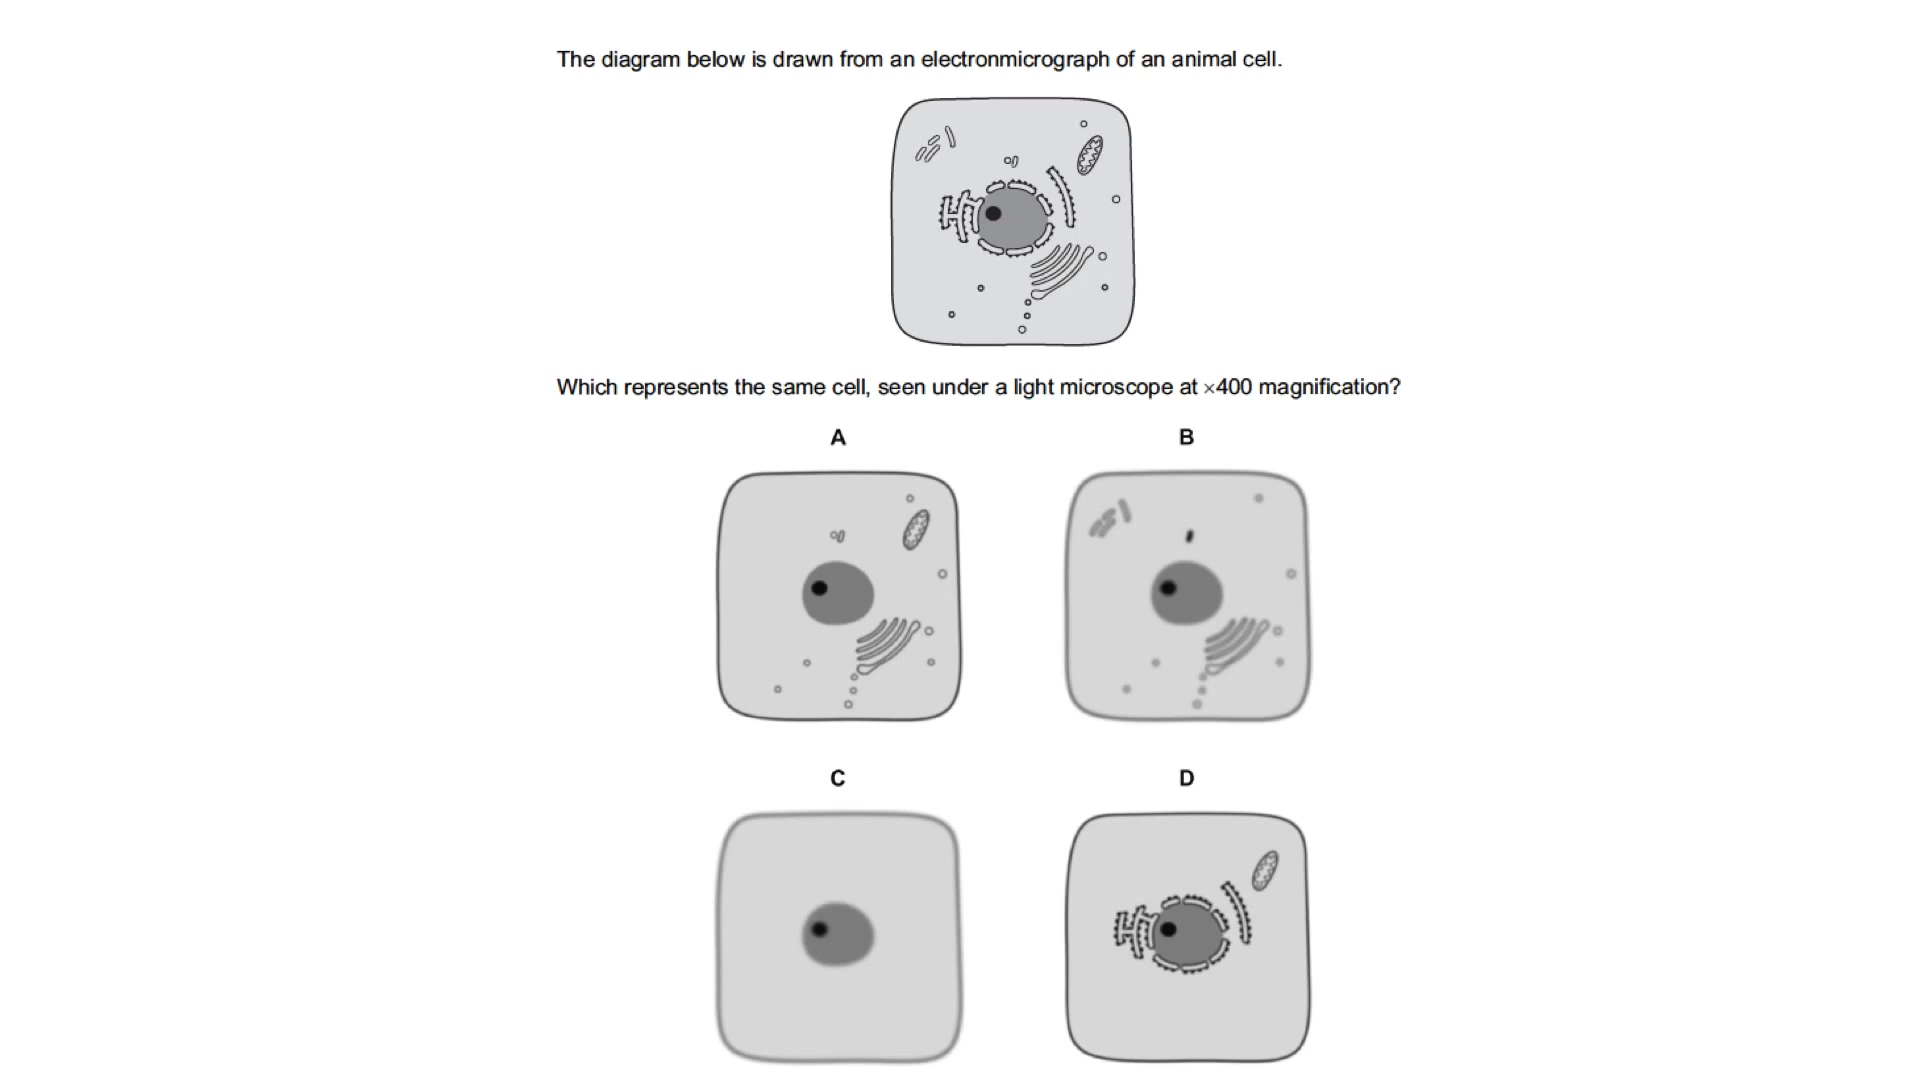 The diagram below is drawn from an electronmicrograph of an animal cell.
Which represents the same cell, seen under a light microscope at ×400 magnification?
A
B
C
D